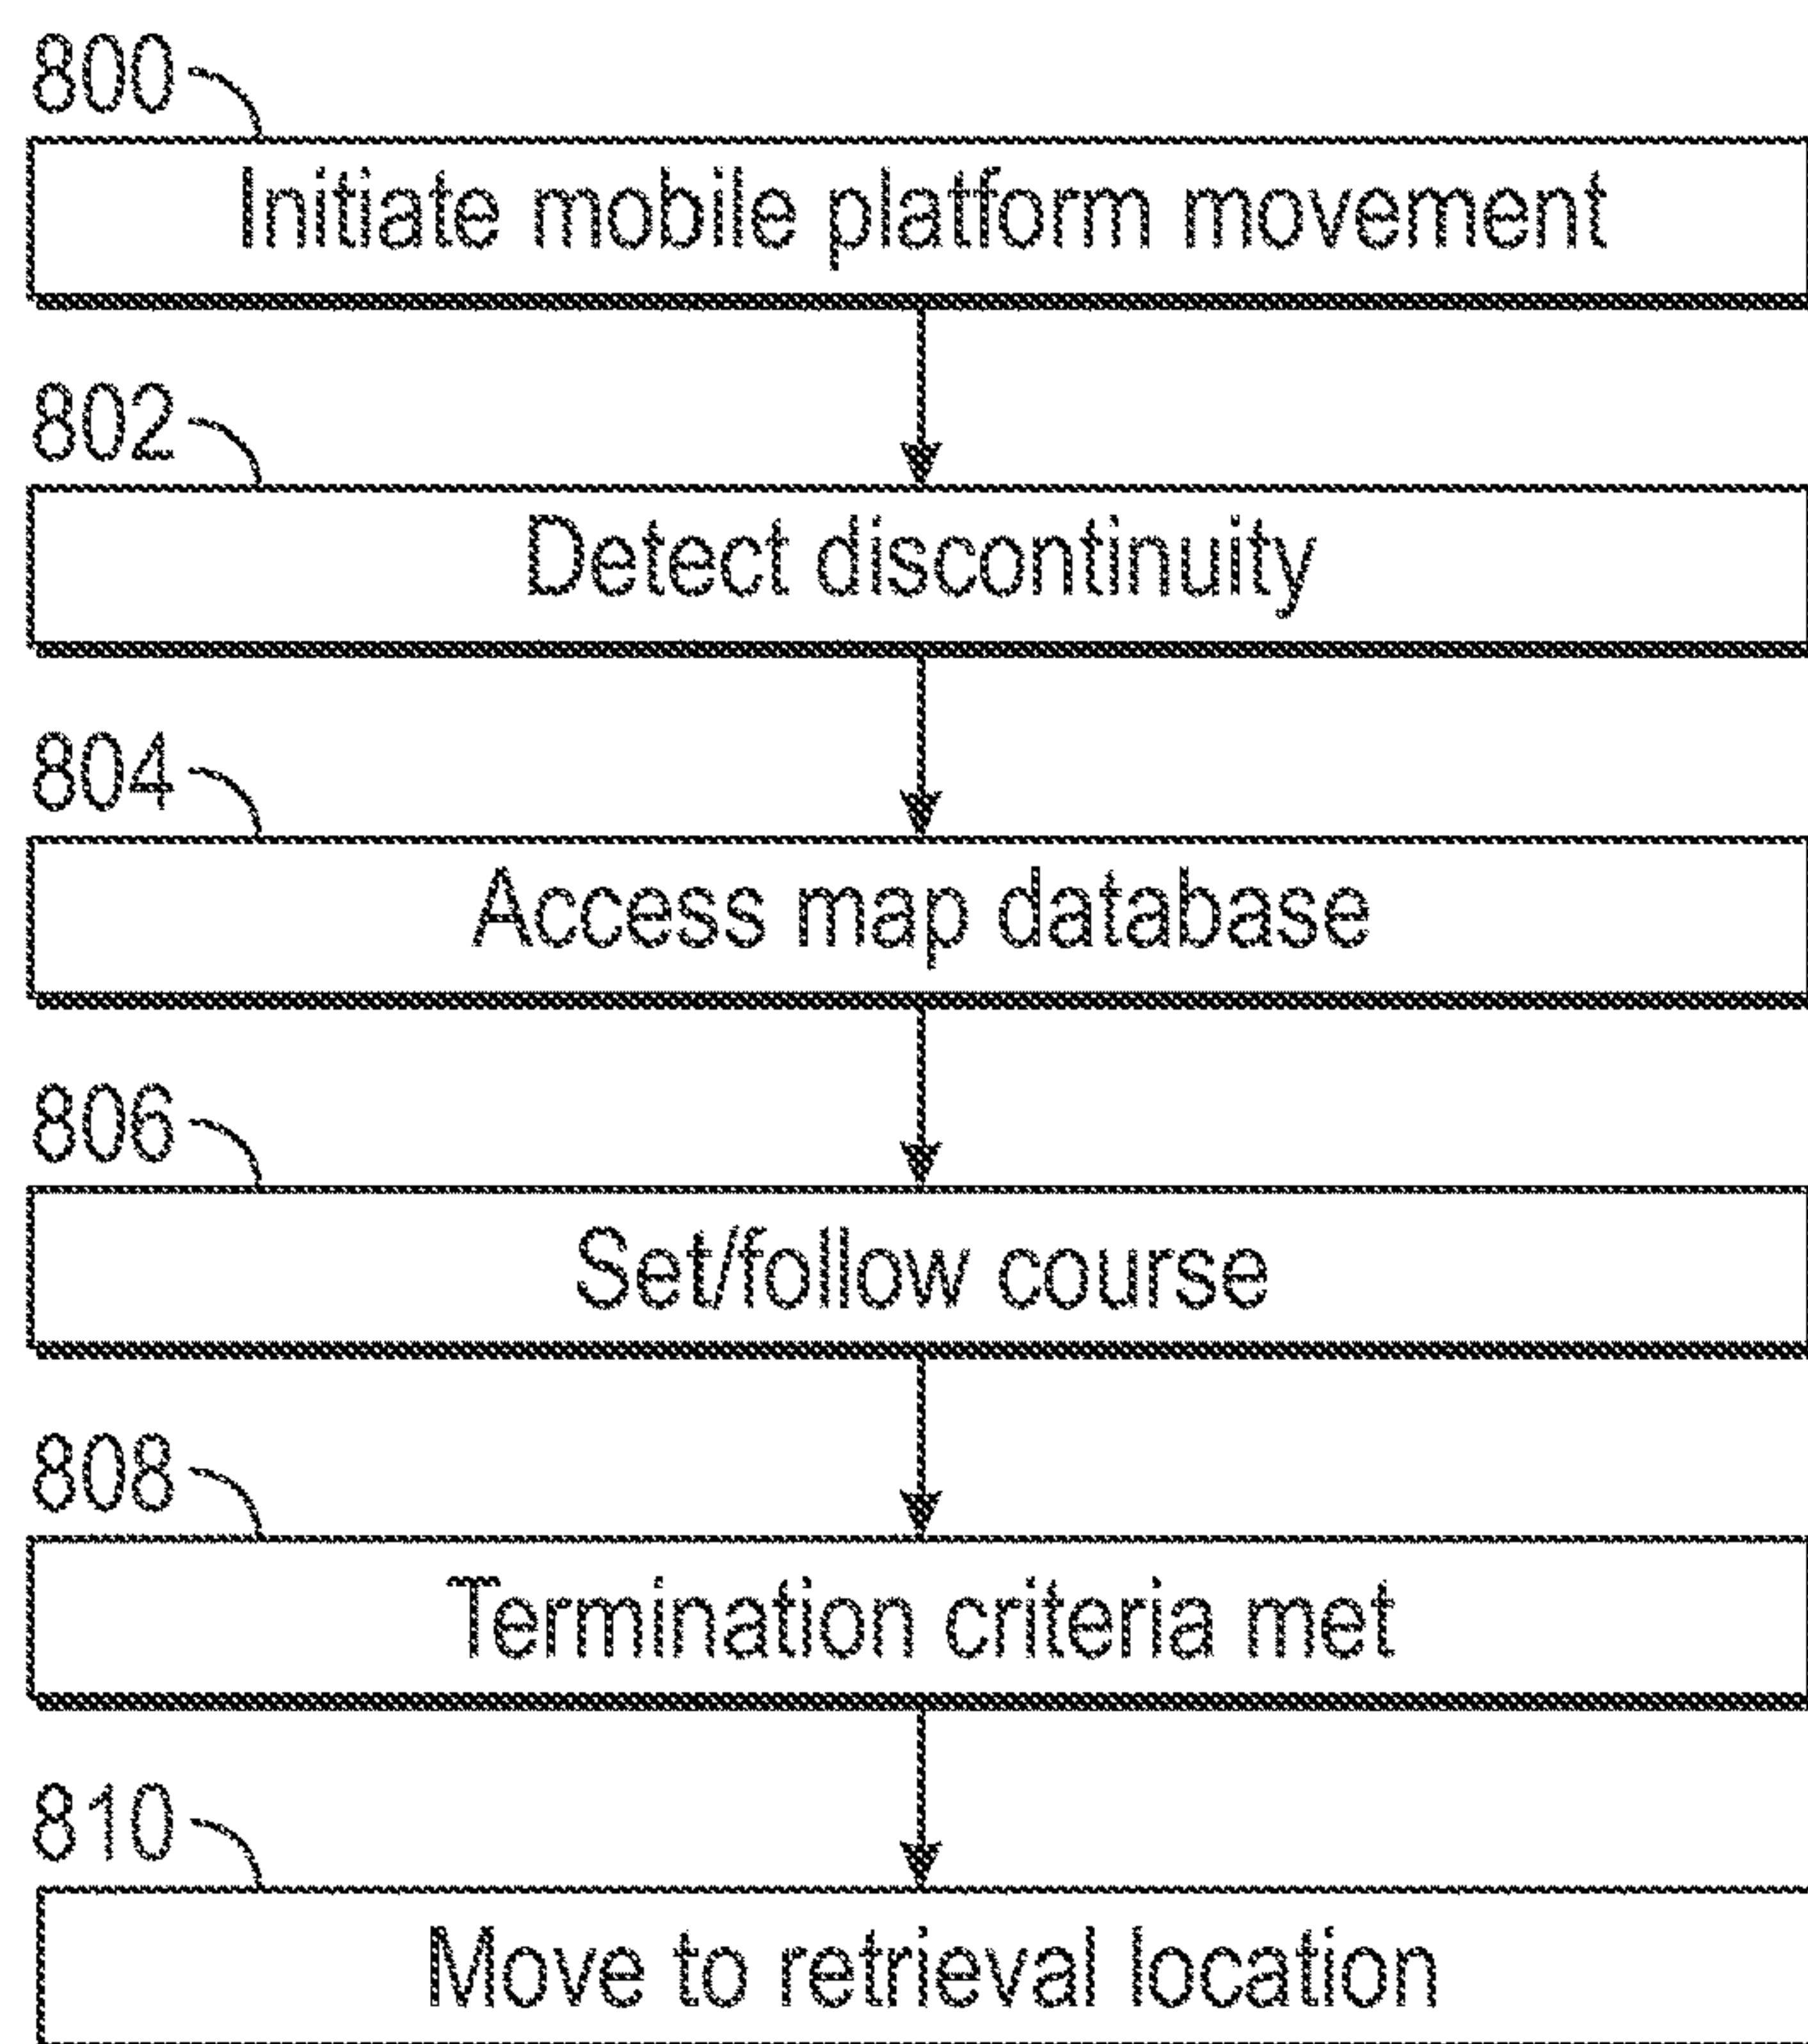 800
Initiate mobile platform movement
802
Detect discontinuity
804
Access map database
806
Set/follow course
808
Termination criteria met
810
Move to retrieval location